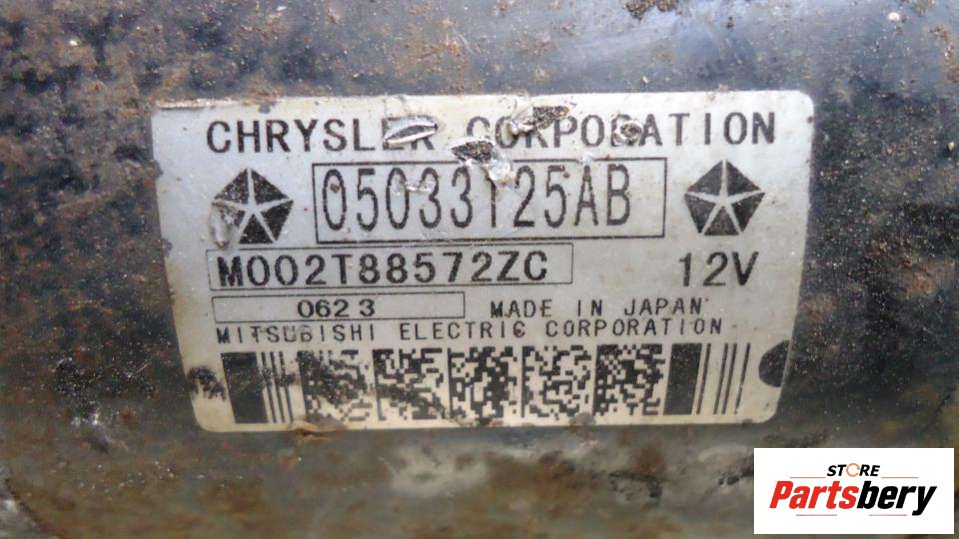 CHRYSLER CORPORATION
05033125AB
M002T88572ZC 12V
0623 MADE IN JAPAN
MITSUBISHI ELECTRIC CORPORATION
STORE
Partsbery